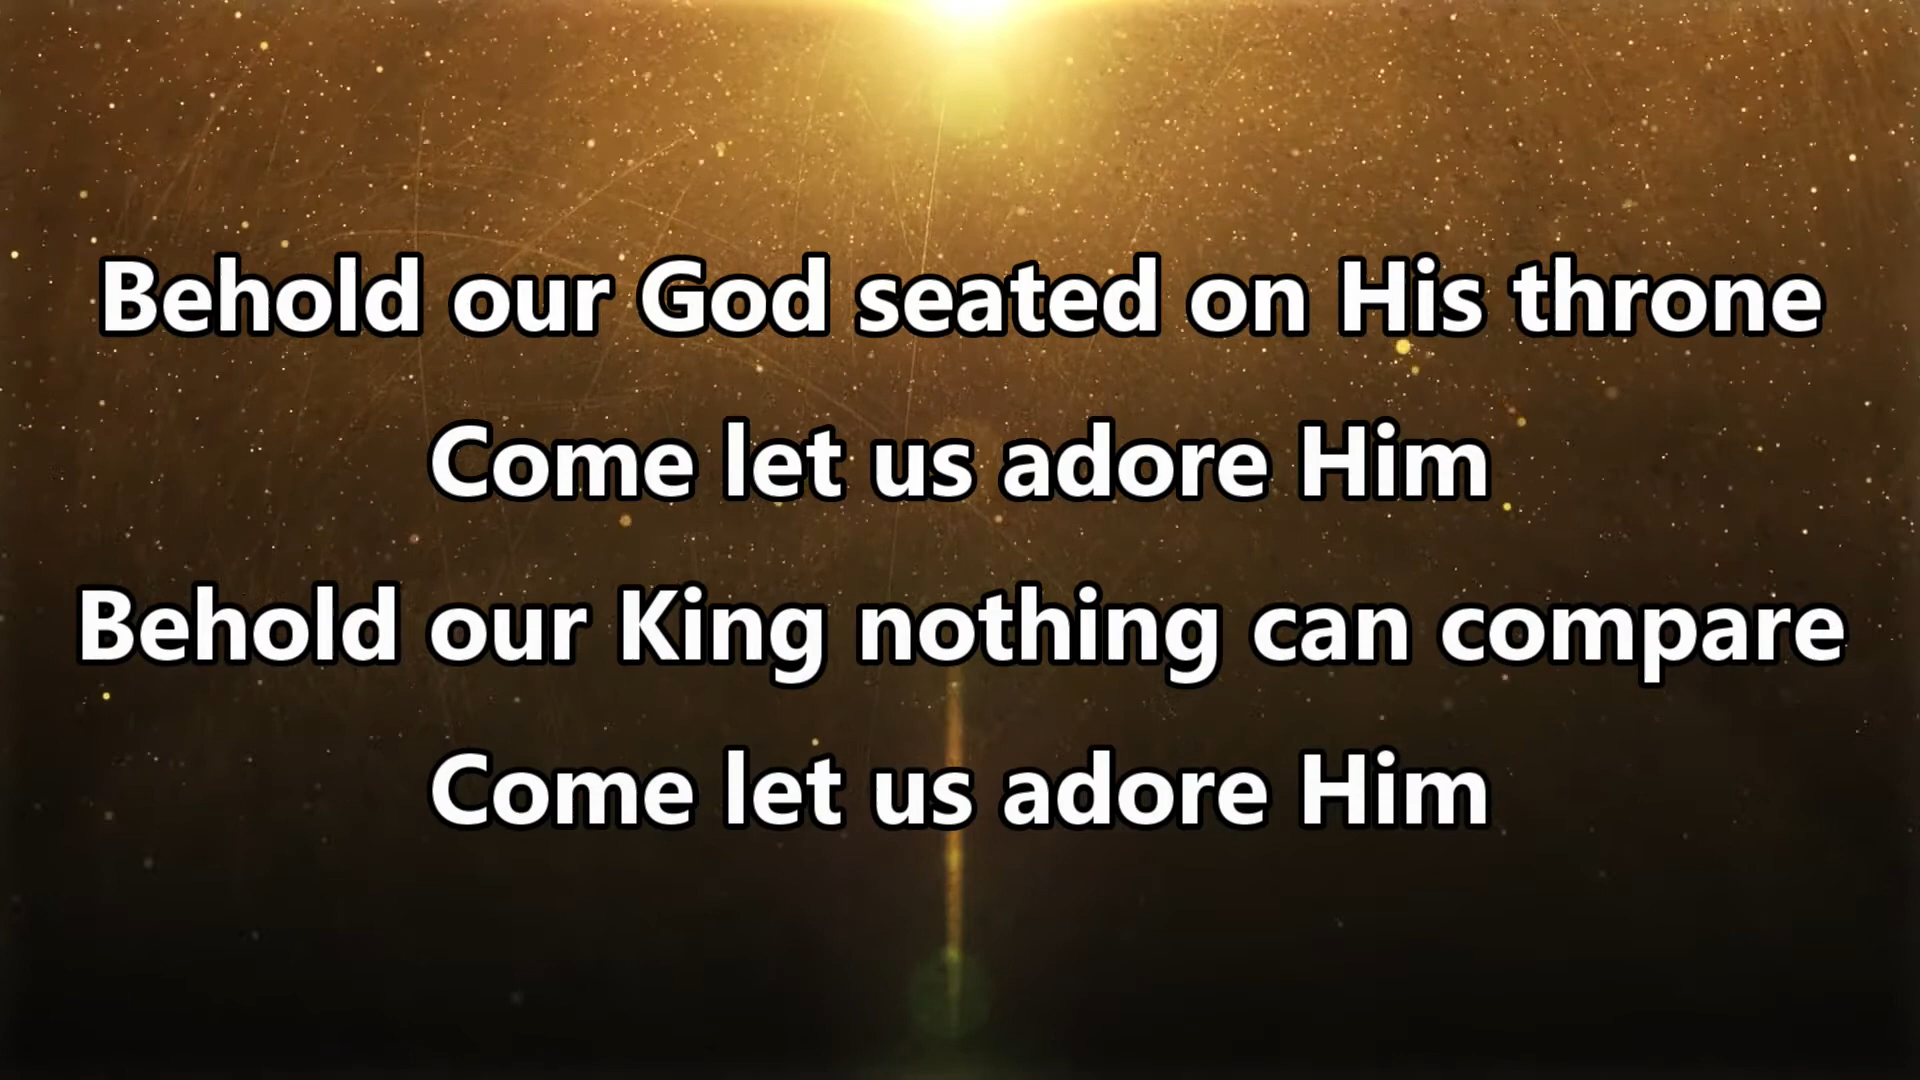 Behold our God seated on His throne
Come let us adore Him
Behold our King nothing can compare
Come let us adore Him